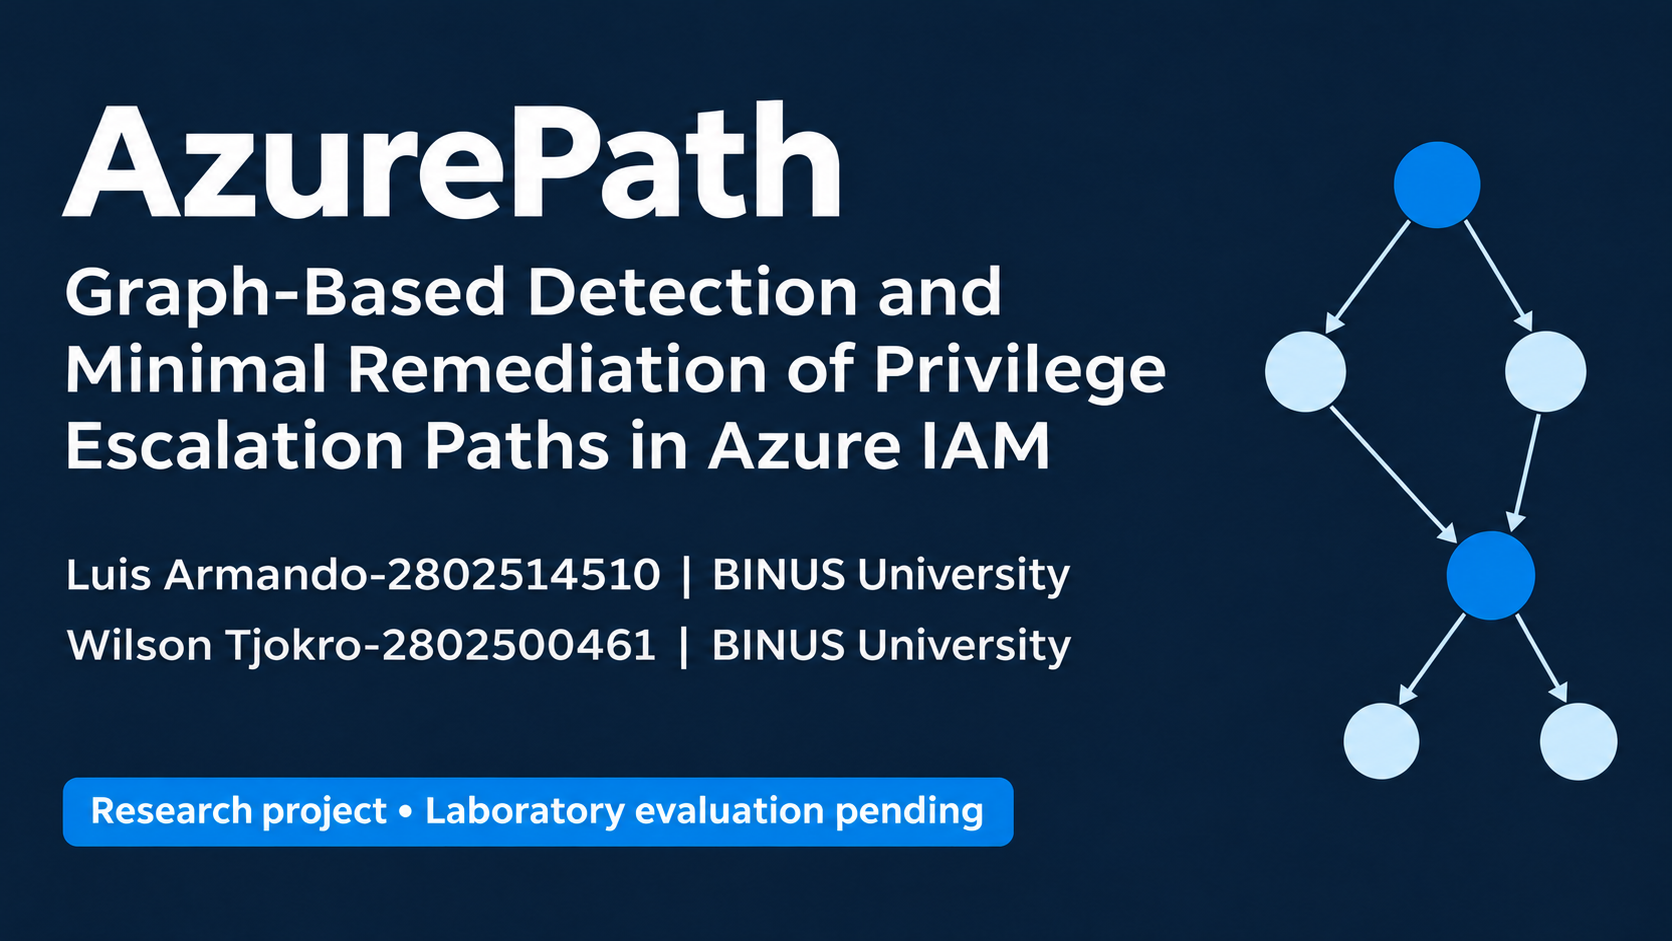 AzurePath
Graph-Based Detection and
Minimal Remediation of Privilege
Escalation Paths in Azure IAM
Luis Armando-2802514510 | BINUS University
Wilson Tjokro-2802500461 | BINUS University
Research project • Laboratory evaluation pending